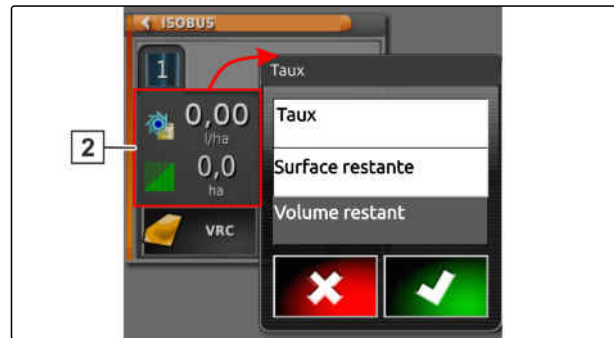 ISOBUS
1
Taux
0,00
l/ha
Taux
2
0,0
ha
Surface restante
Volume restant
VRC